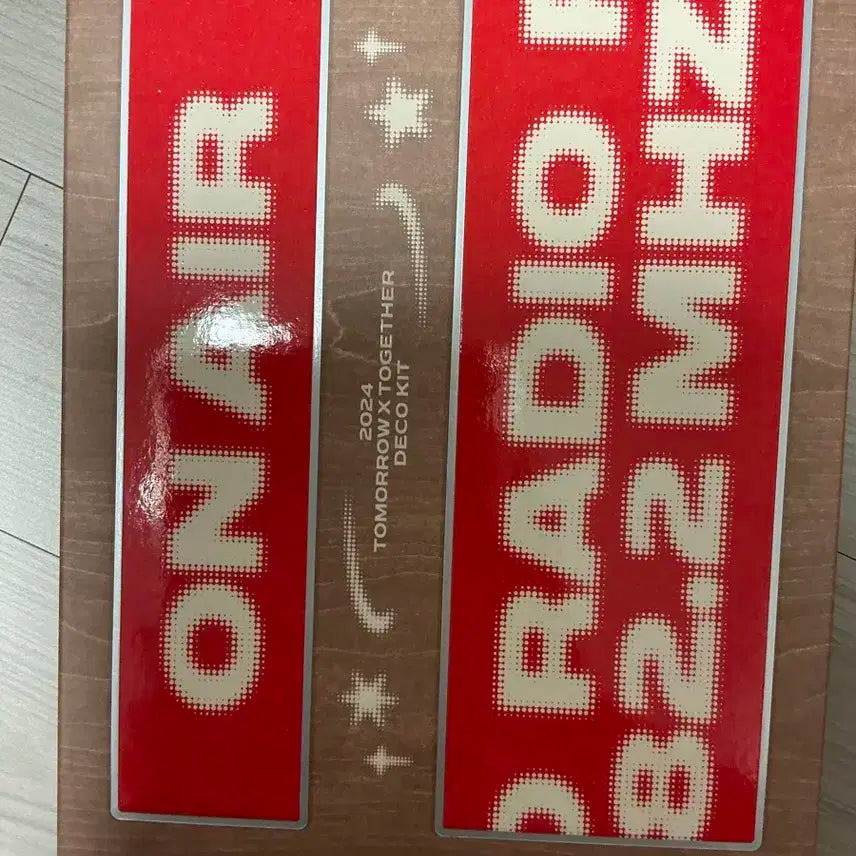 ON AIR
2024
TOMORROW X TOGETHER
DECO KIT
RADIO
82.2 MHZ